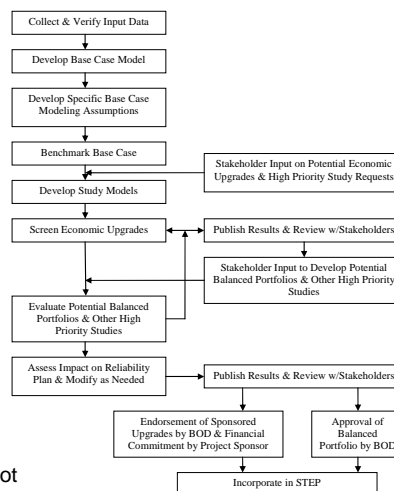 Collect & Verify Input Data
Develop Base Case Model
Develop Specific Base Case
Modeling Assumptions
Benchmark Base Case
Stakeholder Input on Potential Economic
Upgrades & High Priority Study Requests
Develop Study Models
Screen Economic Upgrades
Publish Results & Review w/Stakeholders
Stakeholder Input to Develop Potential
Balanced Portfolios & Other High Priority
Studies
Evaluate Potential Balanced
Portfolios & Other High
Priority Studies
Assess Impact on Reliability
Plan & Modify as Needed
Publish Results & Review w/Stakeholders
Endorsement of Sponsored
Upgrades by BOD & Financial
Commitment by Project Sponsor
Approval of
Balanced
Portfolio by BOD
ot
Incorporate in STEP